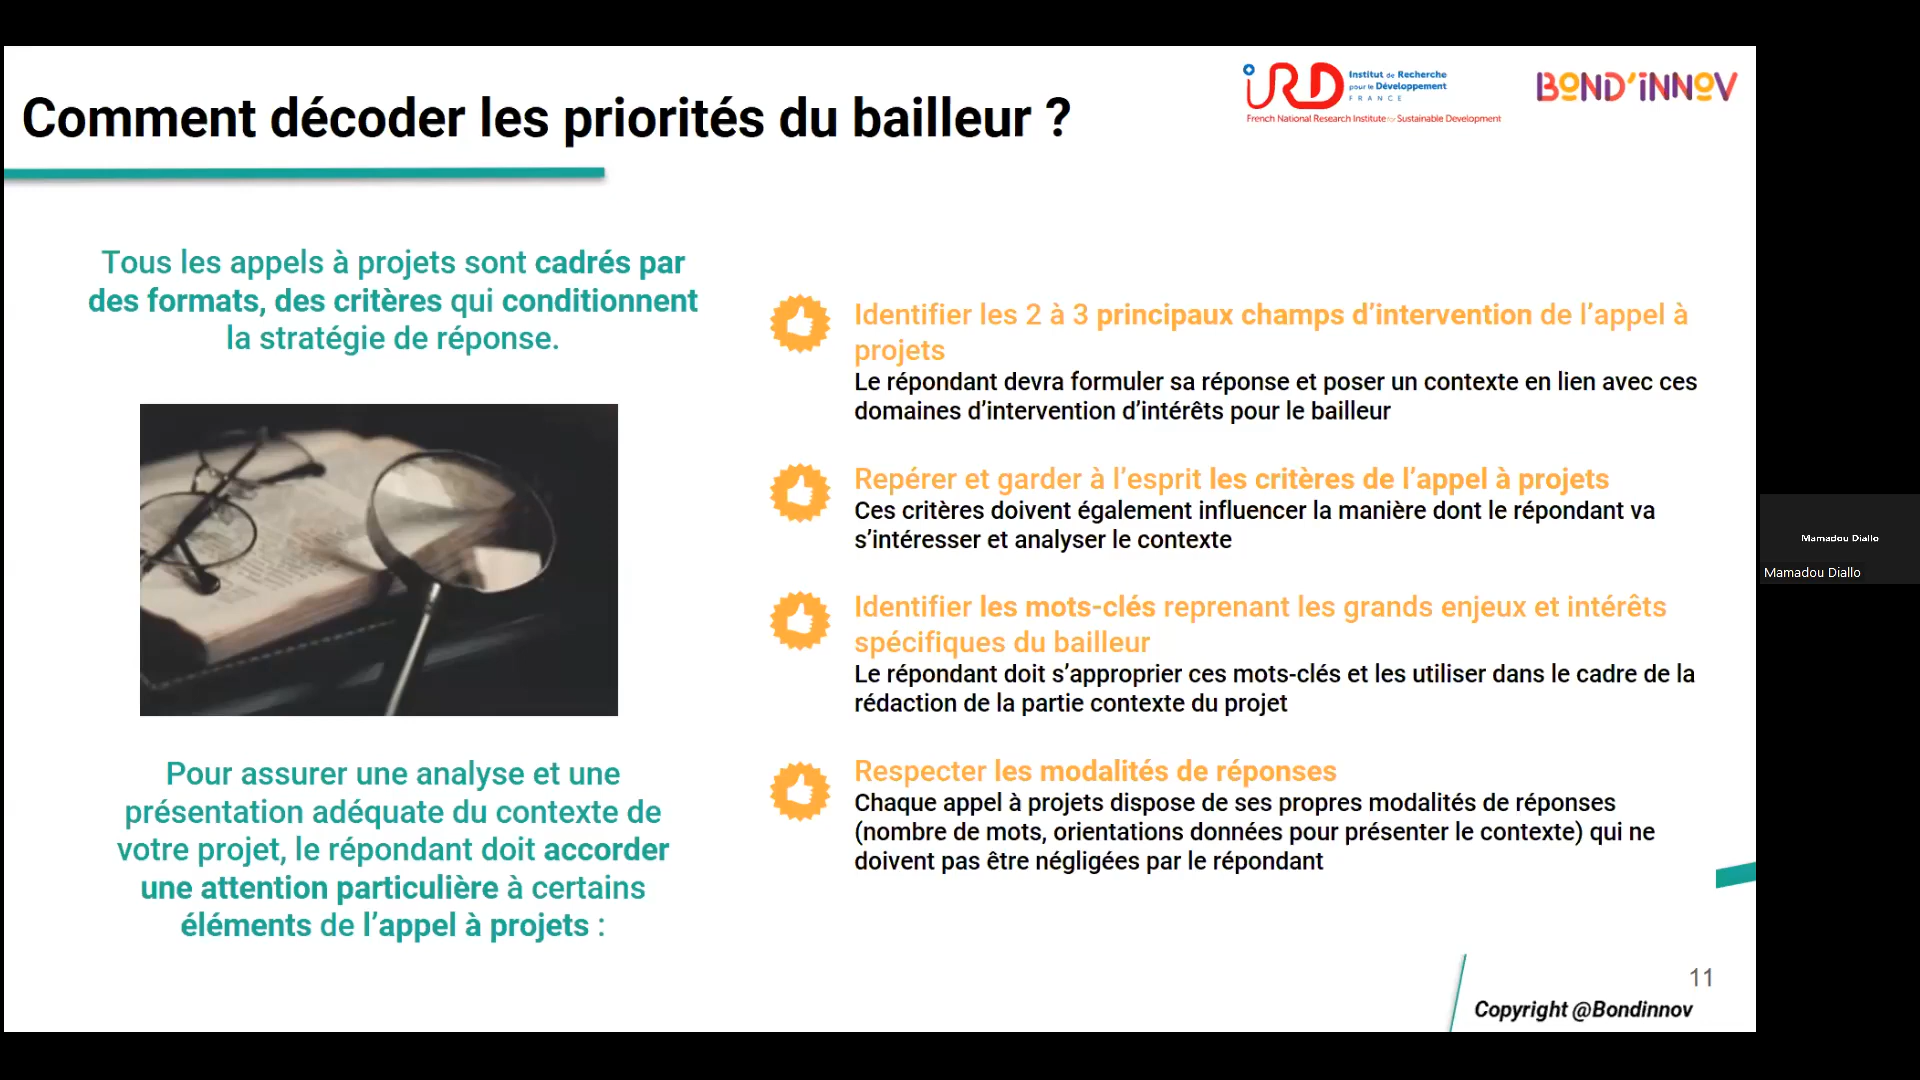 Comment décoder les priorités du bailleur ?
IRD
Institut de Recherche
pour le Développement
FRANCE
French National Research Institute for Sustainable Development
BOND'iNNOV
Tous les appels à projets sont cadrés par
des formats, des critères qui conditionnent
la stratégie de réponse.
Pour assurer une analyse et une
présentation adéquate du contexte de
votre projet, le répondant doit accorder
une attention particulière à certains
éléments de l’appel à projets :
Identifier les 2 à 3 principaux champs d’intervention de l’appel à
projets
Le répondant devra formuler sa réponse et poser un contexte en lien avec ces
domaines d’intervention d’intérêts pour le bailleur
Repérer et garder à l’esprit les critères de l’appel à projets
Ces critères doivent également influencer la manière dont le répondant va
s’intéresser et analyser le contexte
Identifier les mots-clés reprenant les grands enjeux et intérêts
spécifiques du bailleur
Le répondant doit s’approprier ces mots-clés et les utiliser dans le cadre de la
rédaction de la partie contexte du projet
Respecter les modalités de réponses
Chaque appel à projets dispose de ses propres modalités de réponses
(nombre de mots, orientations données pour présenter le contexte) qui ne
doivent pas être négligées par le répondant
11
Copyright @Bondinnov
Mamadou Diallo
Mamadou Diallo